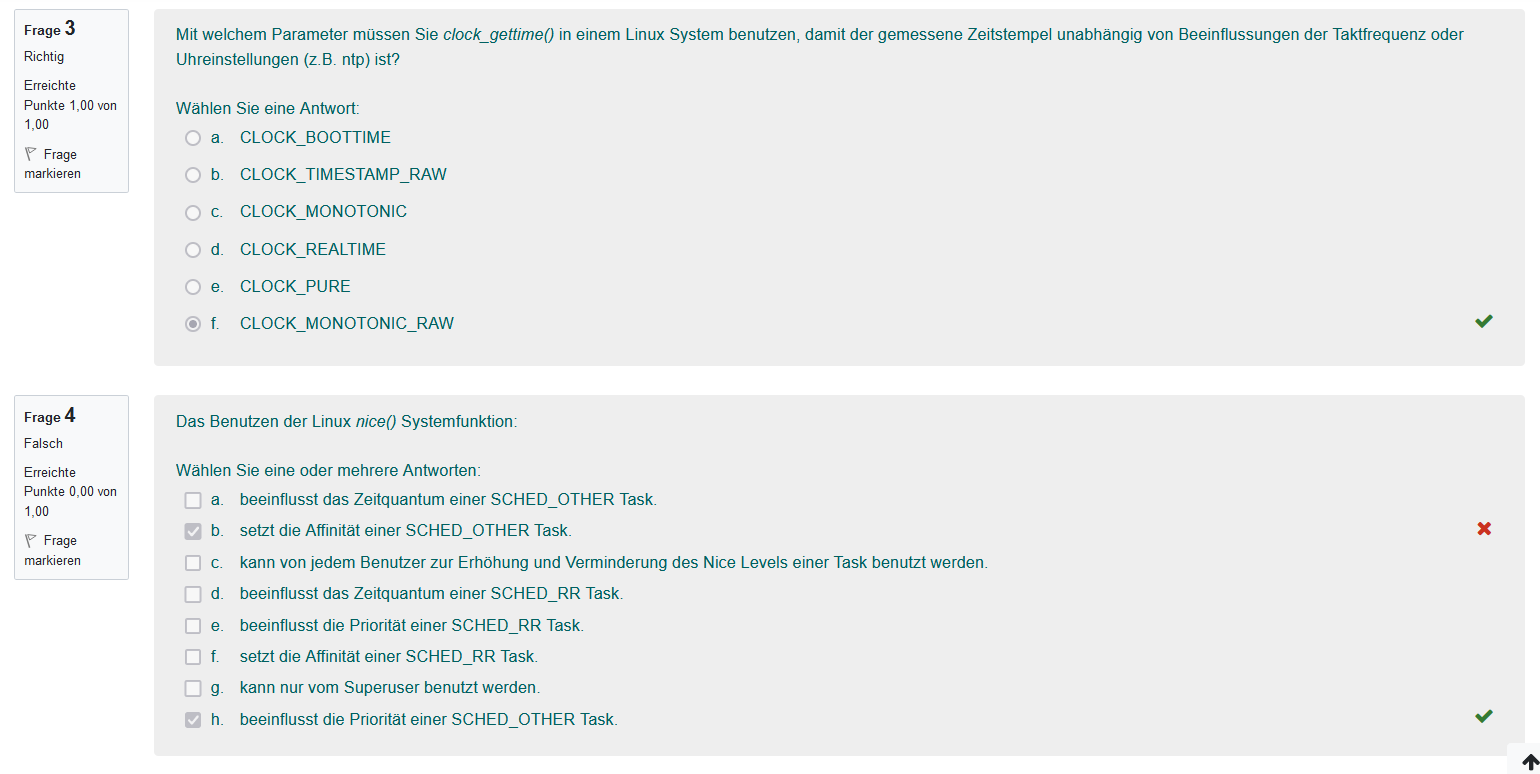 Frage 3
Richtig
Erreichte
Punkte 1,00 von
1,00
Frage
markieren
Mit welchem Parameter müssen Sie clock_gettime() in einem Linux System benutzen, damit der gemessene Zeitstempel unabhängig von Beeinflussungen der Taktfrequenz oder
Uhreinstellungen (z.B. ntp) ist?
Wählen Sie eine Antwort:
a. CLOCK_BOOTTIME
b. CLOCK_TIMESTAMP_RAW
c. CLOCK_MONOTONIC
d. CLOCK_REALTIME
e. CLOCK_PURE
f. CLOCK_MONOTONIC_RAW
Frage 4
Falsch
Erreichte
Punkte 0,00 von
1,00
Frage
markieren
Das Benutzen der Linux nice() Systemfunktion:
Wählen Sie eine oder mehrere Antworten:
a. beeinflusst das Zeitquantum einer SCHED_OTHER Task.
b. setzt die Affinität einer SCHED_OTHER Task.
c. kann von jedem Benutzer zur Erhöhung und Verminderung des Nice Levels einer Task benutzt werden.
d. beeinflusst das Zeitquantum einer SCHED_RR Task.
e. beeinflusst die Priorität einer SCHED_RR Task.
f. setzt die Affinität einer SCHED_RR Task.
g. kann nur vom Superuser benutzt werden.
h. beeinflusst die Priorität einer SCHED_OTHER Task.